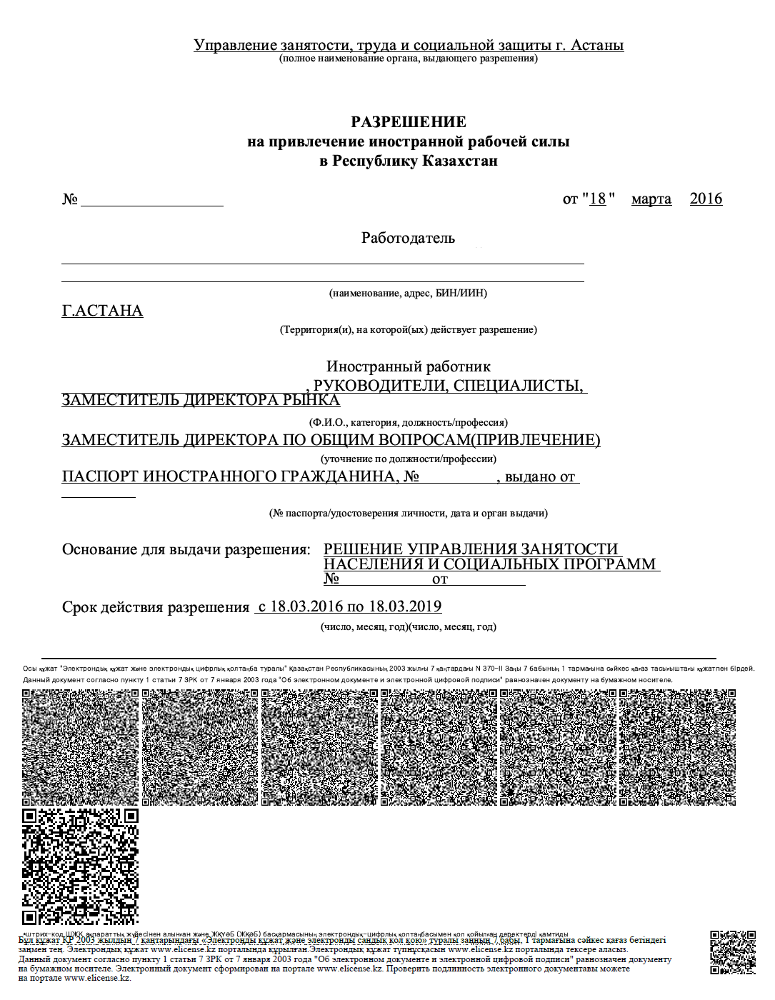 Управление занятости, труда и социальной защиты г. Астаны
(полное наименование органа, выдающего разрешения)
РАЗРЕШЕНИЕ
на привлечение иностранной рабочей силы
в Республику Казахстан
№ от "18" марта 2016
Работодатель
(наименование, адрес, БИН/ИИН)
Г.АСТАНА
(Территория(и), на которой(ых) действует разрешение)
Иностранный работник
, РУКОВОДИТЕЛИ, СПЕЦИАЛИСТЫ,
ЗАМЕСТИТЕЛЬ ДИРЕКТОРА РЫНКА
(Ф.И.О., категория, должность/профессия)
ЗАМЕСТИТЕЛЬ ДИРЕКТОРА ПО ОБЩИМ ВОПРОСАМ(ПРИВЛЕЧЕНИЕ)
(уточнение по должности/профессии)
ПАСПОРТ ИНОСТРАННОГО ГРАЖДАНИНА, № , выдано от
(№ паспорта/удостоверения личности, дата и орган выдачи)
Основание для выдачи разрешения: РЕШЕНИЕ УПРАВЛЕНИЯ ЗАНЯТОСТИ
НАСЕЛЕНИЯ И СОЦИАЛЬНЫХ ПРОГРАММ
№ от
Срок действия разрешения с 18.03.2016 по 18.03.2019
(число, месяц, год)(число, месяц, год)
Осы құжат "Электрондық құжат және электрондық цифрлық қолтаңба туралы" Қазақстан Республикасының 2003 жылғы 7 қаңтардағы N 370-II Заңы 7 бабының 1 тармағына сәйкес қағаз тасығыштағы құжатпен бірдей.
Данный документ согласно пункту 1 статьи 7 ЗРК от 7 января 2003 года "Об электронном документе и электронной цифровой подписи" равнозначен документу на бумажном носителе.
*штрих-код ШЖҚ ақпараттық жүйесінен алынған және ЖҚҮӘБ (ЖҚӘБ) басқармасының электрондық-цифрлық қолтаңбасымен қол қойылған деректерді қамтиды
Бұл құжат ҚР 2003 жылдың 7 қаңтарындағы «Электронды құжат және электронды сандық қол қою» туралы заңның 7 бабы, 1 тармағына сәйкес қағаз бетіндегі
заңмен тең. Электрондық құжат www.elicense.kz порталында құрылған.Электрондық құжат түпнұсқасын www.elicense.kz порталында тексере аласыз.
Данный документ согласно пункту 1 статьи 7 ЗРК от 7 января 2003 года "Об электронном документе и электронной цифровой подписи" равнозначен документу
на бумажном носителе. Электронный документ сформирован на портале www.elicense.kz. Проверить подлинность электронного документавы можете
на портале www.elicense.kz.